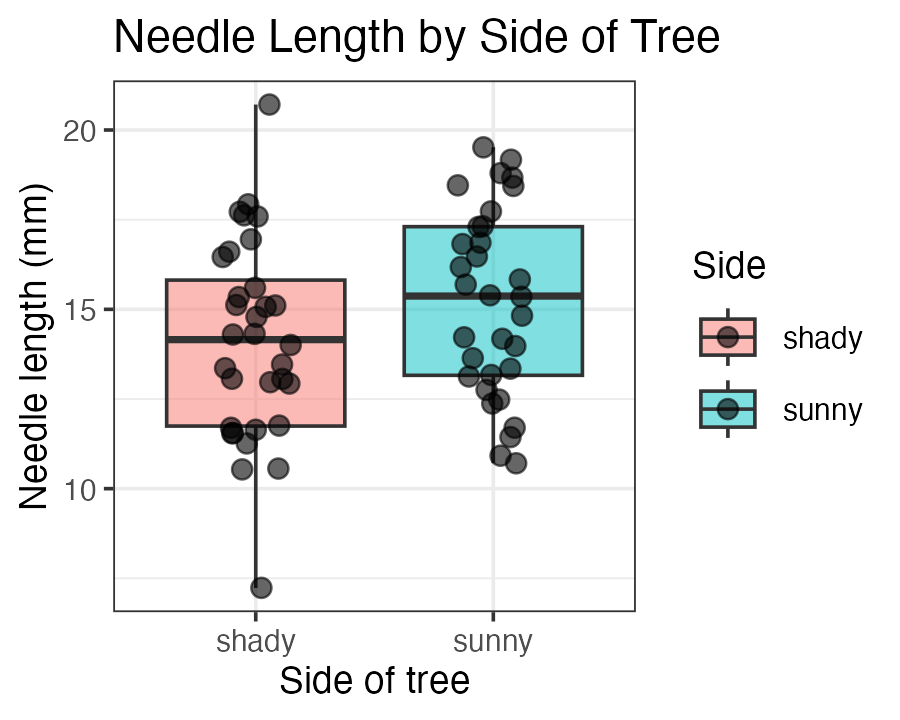 Needle Length by Side of Tree
Needle length (mm)
20
15
10
shady
sunny
Side of tree
Side
shady
sunny